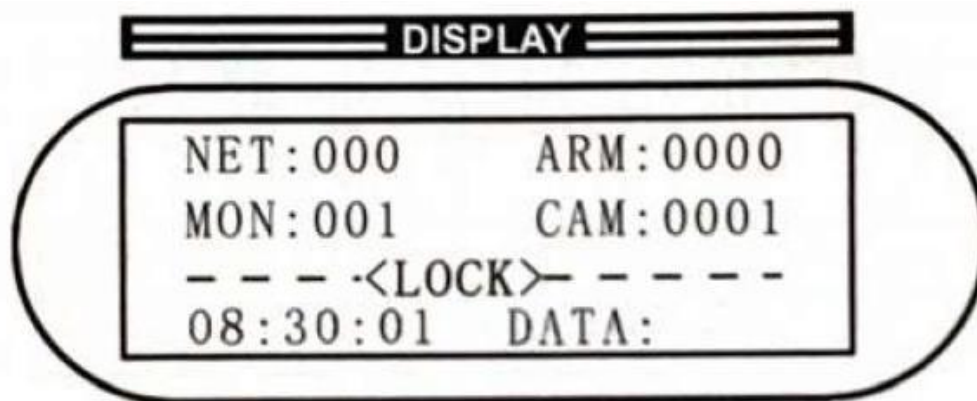 DISPLAY
NET:000 ARM:0000
MON:001 CAM:0001
- - - -<LOCK>- - - - -
08:30:01 DATA: